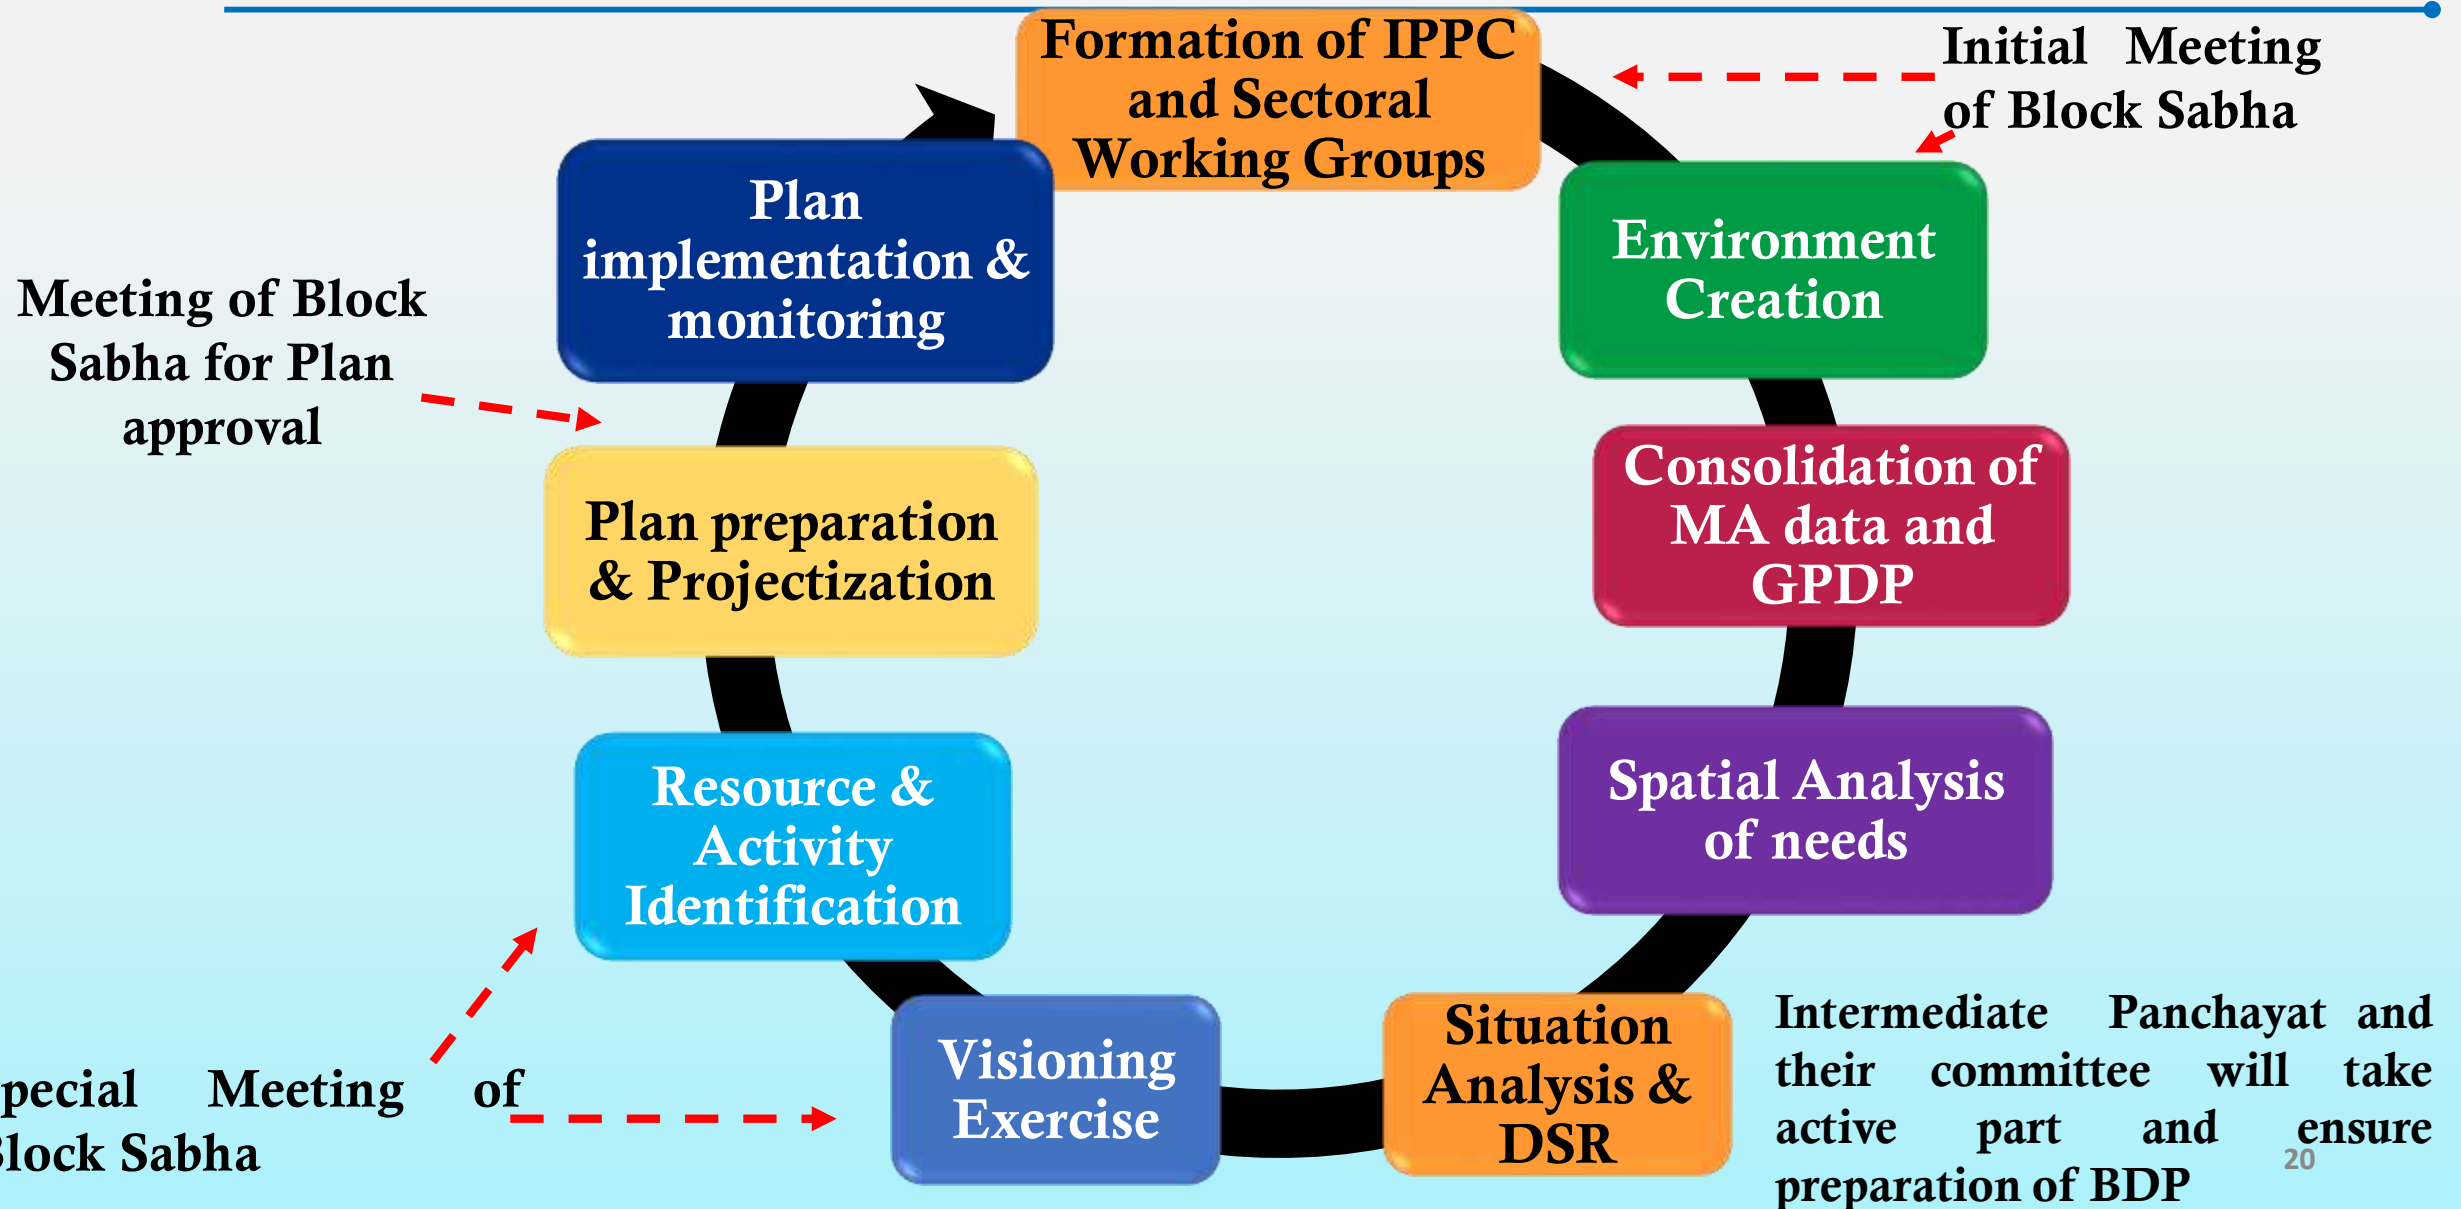 Formation of IPPC
and Sectoral
Working Groups
Initial Meeting
of Block Sabha
Environment
Creation
Consolidation of
MA data and
GPDP
Spatial Analysis
of needs
Situation
Analysis &
DSR
Intermediate Panchayat and
their committee will take
active part and ensure
preparation of BDP
20
Visioning
Exercise
pecial Meeting of
Block Sabha
Resource &
Activity
Identification
Plan preparation
& Projectization
Meeting of Block
Sabha for Plan
approval
Plan
implementation &
monitoring